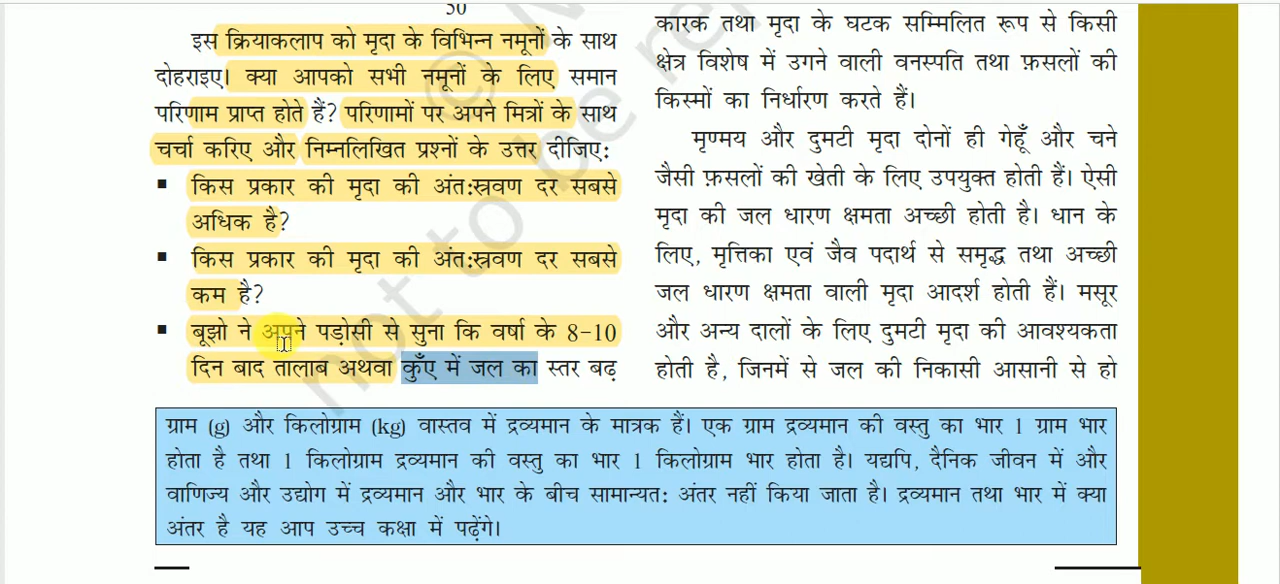 50
इस क्रियाकलाप को मृदा के विभिन्न नमूनों के साथ
दोहराइए। क्या आपको सभी नमूनों के लिए समान
परिणाम प्राप्त होते हैं? परिणामों पर अपने मित्रों के साथ
चर्चा करिए और निम्नलिखित प्रश्नों के उत्तर दीजिए:
▪ किस प्रकार की मृदा की अंत:स्रवण दर सबसे
अधिक है?
▪ किस प्रकार की मृदा की अंत:स्रवण दर सबसे
कम है?
▪ बूझो ने अपने पड़ोसी से सुना कि वर्षा के 8-10
दिन बाद तालाब अथवा कुँए में जल का स्तर बढ़
कारक तथा मृदा के घटक सम्मिलित रूप से किसी
क्षेत्र विशेष में उगने वाली वनस्पति तथा फ़सलों की
किस्मों का निर्धारण करते हैं।
मृण्मय और दुमटी मृदा दोनों ही गेहूँ और चने
जैसी फ़सलों की खेती के लिए उपयुक्त होती हैं। ऐसी
मृदा की जल धारण क्षमता अच्छी होती है। धान के
लिए, मृत्तिका एवं जैव पदार्थ से समृद्ध तथा अच्छी
जल धारण क्षमता वाली मृदा आदर्श होती हैं। मसूर
और अन्य दालों के लिए दुमटी मृदा की आवश्यकता
होती है, जिनमें से जल की निकासी आसानी से हो
ग्राम (g) और किलोग्राम (kg) वास्तव में द्रव्यमान के मात्रक हैं। एक ग्राम द्रव्यमान की वस्तु का भार 1 ग्राम भार
होता है तथा 1 किलोग्राम द्रव्यमान की वस्तु का भार 1 किलोग्राम भार होता है। यद्यपि, दैनिक जीवन में और
वाणिज्य और उद्योग में द्रव्यमान और भार के बीच सामान्यत: अंतर नहीं किया जाता है। द्रव्यमान तथा भार में क्या
अंतर है यह आप उच्च कक्षा में पढ़ेंगे।
not to be re